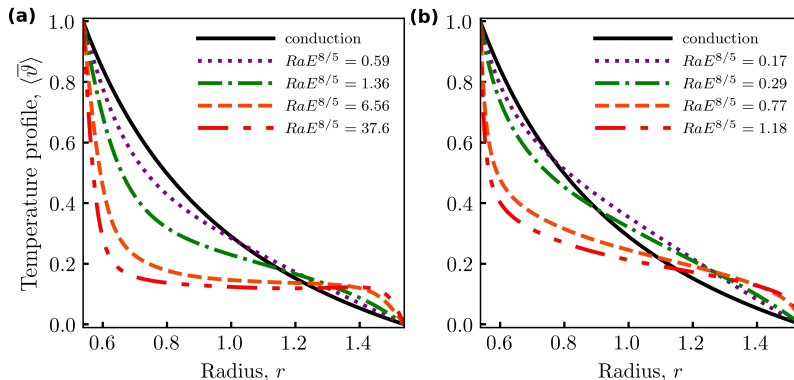 (a)
Temperature profile, ⟨ϑ̅⟩
1.0
0.8
0.6
0.4
0.2
0.0
conduction
RaE^{8/5} = 0.59
RaE^{8/5} = 1.36
RaE^{8/5} = 6.56
RaE^{8/5} = 37.6
0.6 0.8 1.0 1.2 1.4
Radius, r
(b)
1.0
0.8
0.6
0.4
0.2
0.0
conduction
RaE^{8/5} = 0.17
RaE^{8/5} = 0.29
RaE^{8/5} = 0.77
RaE^{8/5} = 1.18
0.6 0.8 1.0 1.2 1.4
Radius, r